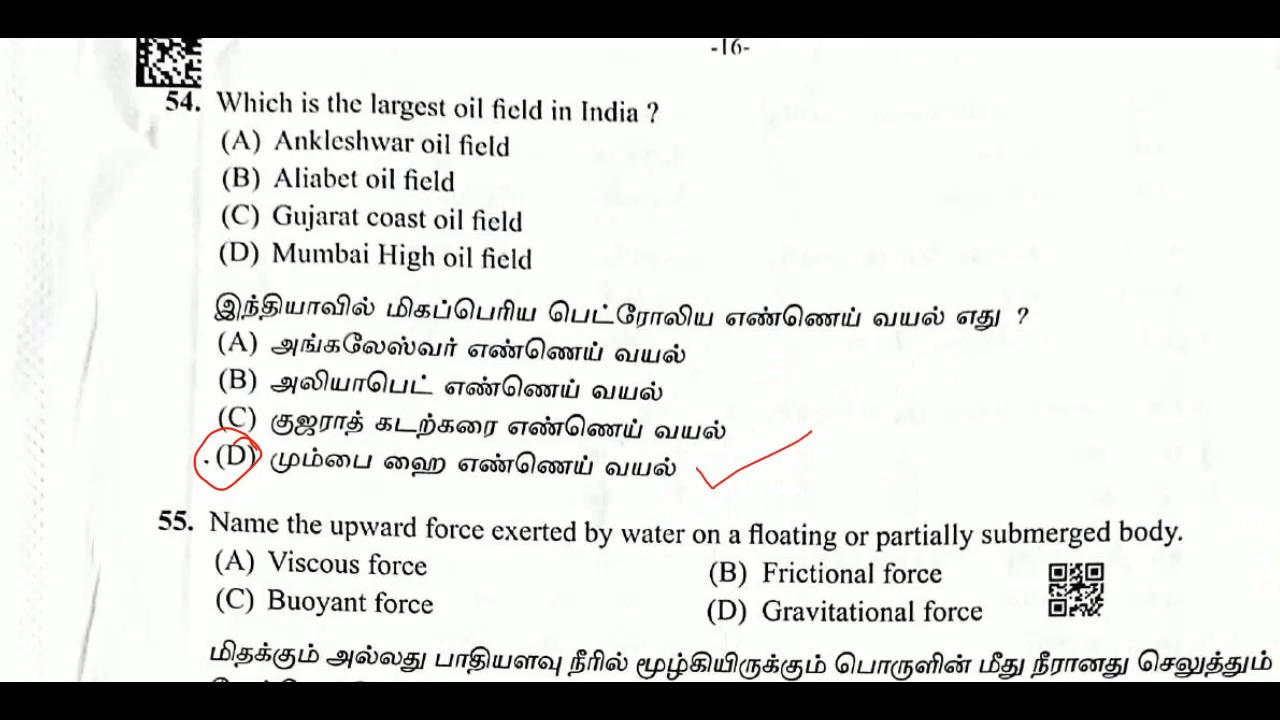 -16-
54. Which is the largest oil field in India ?
(A) Ankleshwar oil field
(B) Aliabet oil field
(C) Gujarat coast oil field
(D) Mumbai High oil field
இந்தியாவில் மிகப்பெரிய பெட்ரோலிய எண்ணெய் வயல் எது ?
(A) அங்கலேஸ்வர் எண்ணெய் வயல்
(B) அலியாபெட் எண்ணெய் வயல்
(C) குஜராத் கடற்கரை எண்ணெய் வயல்
(D) மும்பை ஹை எண்ணெய் வயல்
55. Name the upward force exerted by water on a floating or partially submerged body.
(A) Viscous force (B) Frictional force
(C) Buoyant force (D) Gravitational force
மிதக்கும் அல்லது பாதியளவு நீரில் மூழ்கியிருக்கும் பொருளின் மீது நீரானது செலுத்தும்